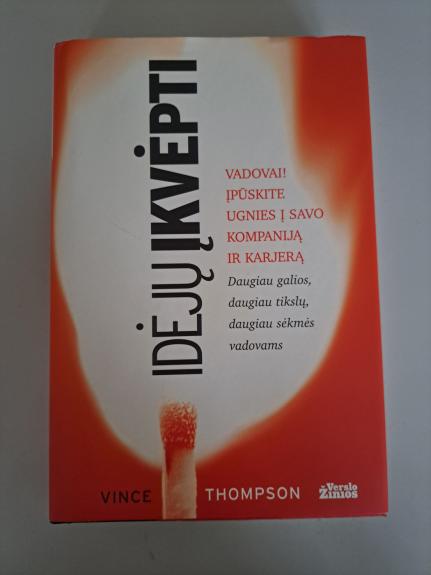 IDĖJŲ ĮKVĖPTI
VADOVAI!
ĮPŪSKITE
UGNIES Į SAVO
KOMPANIJĄ
IR KARJERĄ
Daugiau galios,
daugiau tikslų,
daugiau sėkmės
vadovams
VINCE THOMPSON
Verslo
Žinios